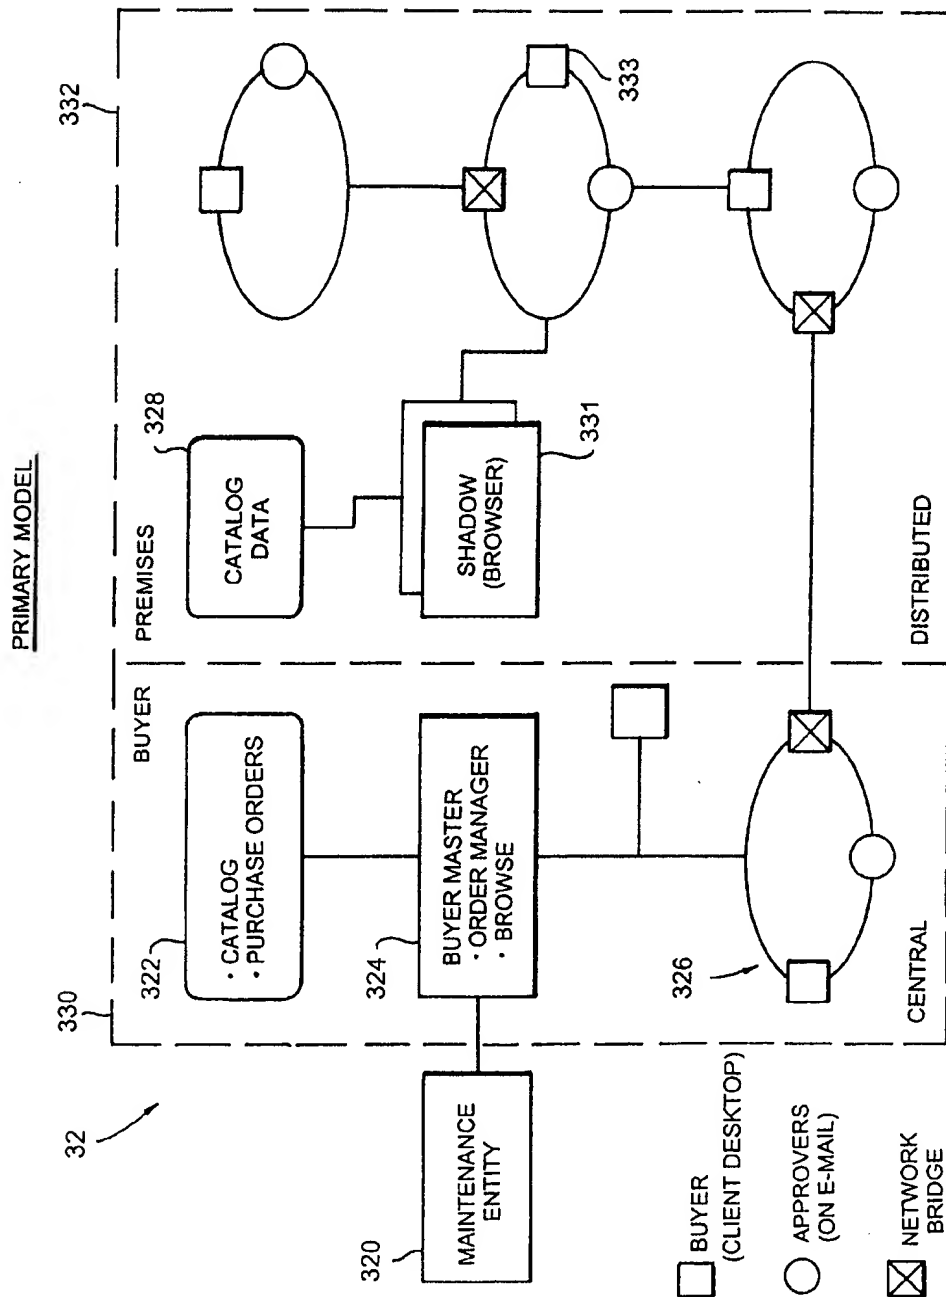 PRIMARY MODEL
32
330
332
BUYER
PREMISES
322
· CATALOG
· PURCHASE ORDERS
328
CATALOG
DATA
320
MAINTENANCE
ENTITY
324
BUYER MASTER
· ORDER MANAGER
· BROWSE
SHADOW
(BROWSER)
331
333
326
CENTRAL
DISTRIBUTED
BUYER
(CLIENT DESKTOP)
APPROVERS
(ON E-MAIL)
NETWORK
BRIDGE